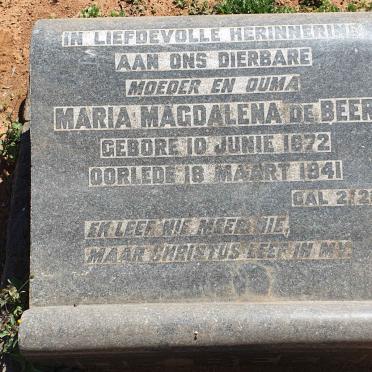 IN LIEFDEVOLLE HERINNERING
AAN ONS DIERBARE
MOEDER EN OUMA
MARIA MAGDALENA DE BEER
GEBORE 10 JUNIE 1872
OORLEDE 18 MAART 1941
GAL 2:2
EK LEEF NIE MEER NIE,
MAAR CHRISTUS LEEF IN MY